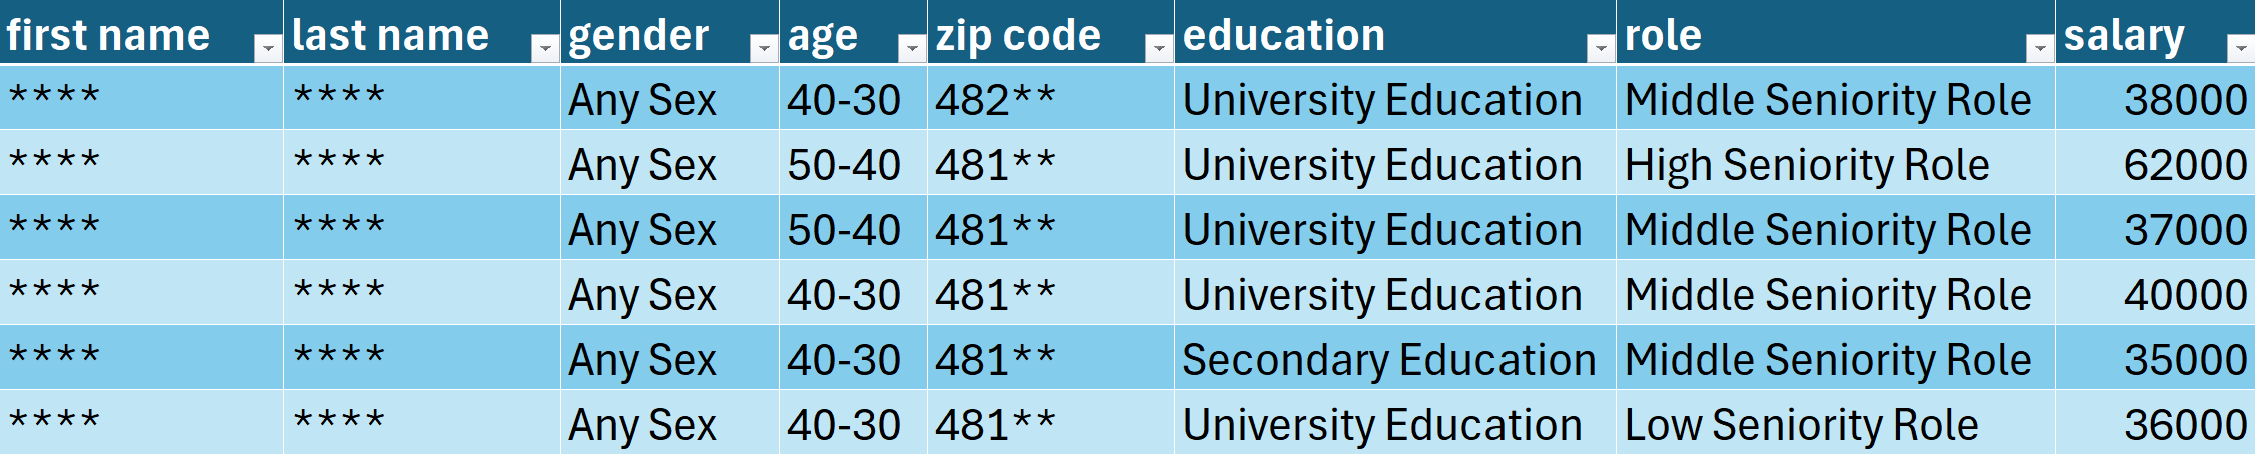 first name last name gender age zip code education role salary
**** **** Any Sex 40-30 482** University Education Middle Seniority Role 38000
**** **** Any Sex 50-40 481** University Education High Seniority Role 62000
**** **** Any Sex 50-40 481** University Education Middle Seniority Role 37000
**** **** Any Sex 40-30 481** University Education Middle Seniority Role 40000
**** **** Any Sex 40-30 481** Secondary Education Middle Seniority Role 35000
**** **** Any Sex 40-30 481** University Education Low Seniority Role 36000